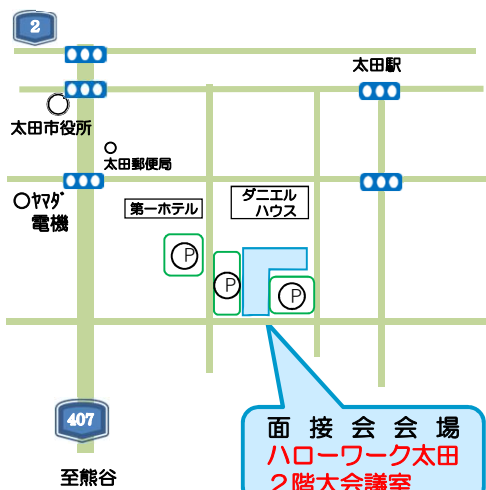 2
太田駅
太田市役所
太田郵便局
〇ﾔﾏﾀﾞ
電機
第一ホテル
ダニエル
ハウス
P
P
P
407
至熊谷
面接会会場
ハローワーク太田
２階大会議室